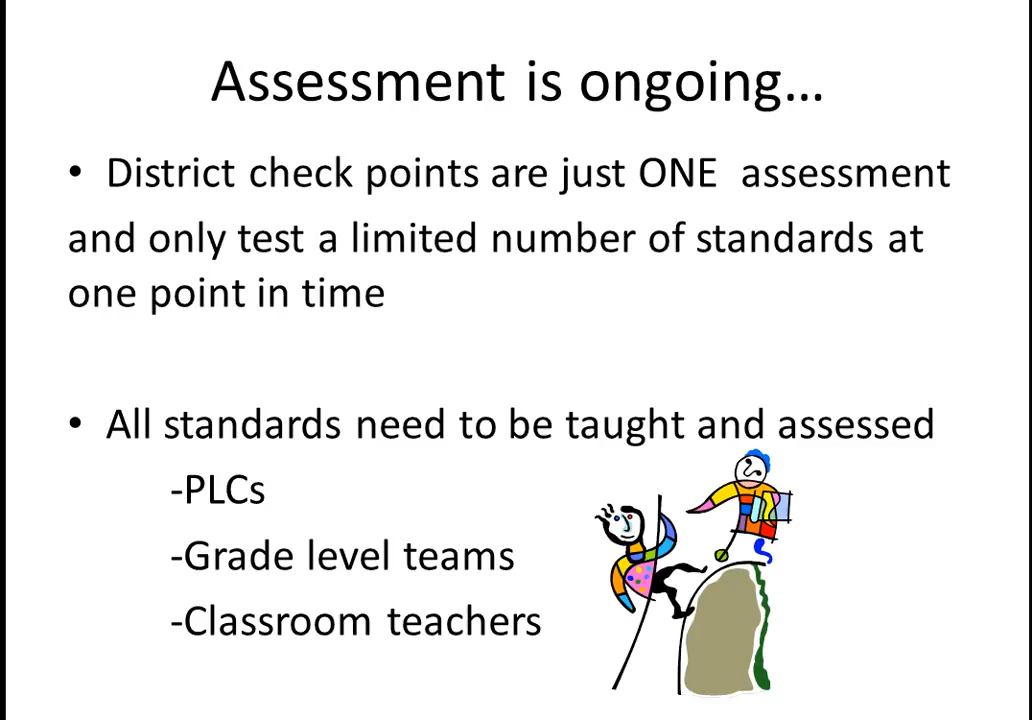 Assessment is ongoing…
• District check points are just ONE assessment
and only test a limited number of standards at
one point in time
• All standards need to be taught and assessed
-PLCs
-Grade level teams
-Classroom teachers